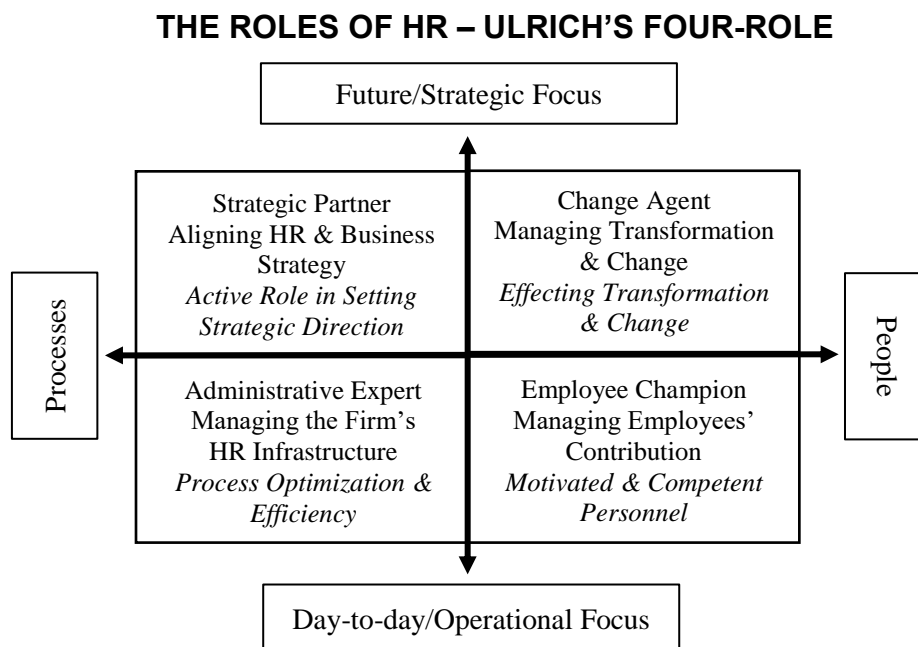 THE ROLES OF HR – ULRICH’S FOUR-ROLE
Future/Strategic Focus
Strategic Partner
Aligning HR & Business
Strategy
Active Role in Setting
Strategic Direction
Change Agent
Managing Transformation
& Change
Effecting Transformation
& Change
Processes
People
Administrative Expert
Managing the Firm’s
HR Infrastructure
Process Optimization &
Efficiency
Employee Champion
Managing Employees’
Contribution
Motivated & Competent
Personnel
Day-to-day/Operational Focus